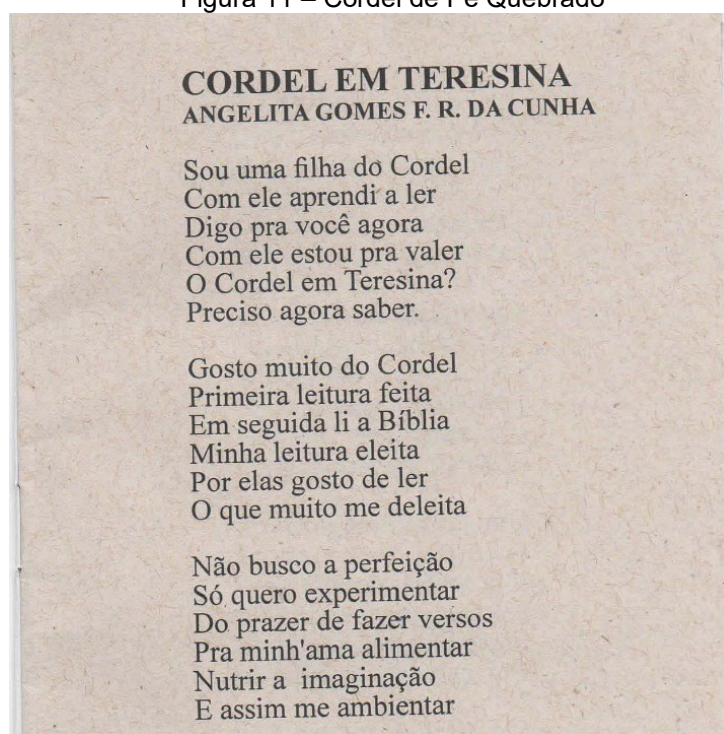 Figura 11 – Cordel de Pé Quebrado
CORDEL EM TERESINA
ANGELITA GOMES F. R. DA CUNHA
Sou uma filha do Cordel
Com ele aprendi a ler
Digo pra você agora
Com ele estou pra valer
O Cordel em Teresina?
Preciso agora saber.
Gosto muito do Cordel
Primeira leitura feita
Em seguida li a Bíblia
Minha leitura eleita
Por elas gosto de ler
O que muito me deleita
Não busco a perfeição
Só quero experimentar
Do prazer de fazer versos
Pra minh'ama alimentar
Nutrir a imaginação
E assim me ambientar